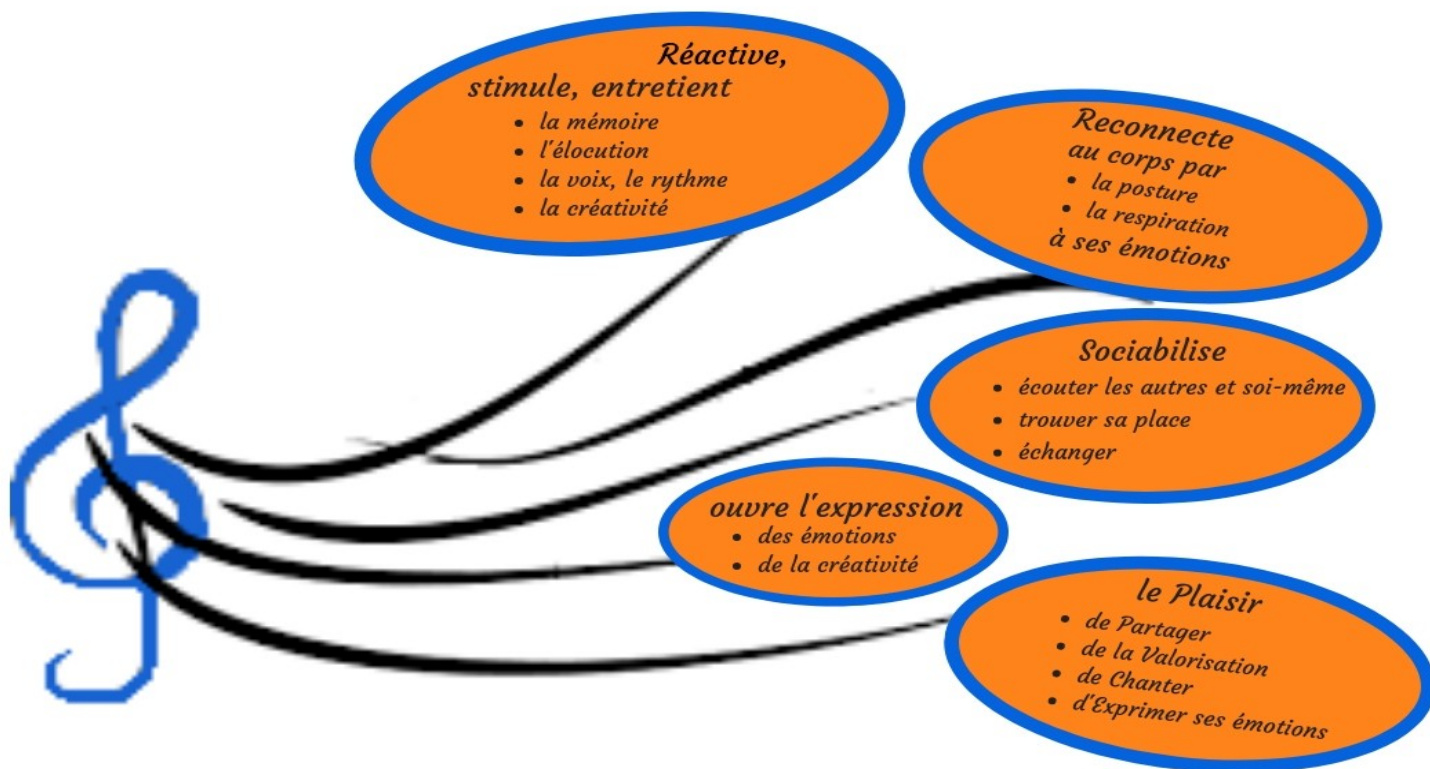 Réactive,
stimule, entretient
• la mémoire
• l'élocution
• la voix, le rythme
• la créativité
Reconnecte
au corps par
• la posture
• la respiration
à ses émotions
Sociabilise
• écouter les autres et soi-même
• trouver sa place
• échanger
ouvre l'expression
• des émotions
• de la créativité
le Plaisir
• de Partager
• de la Valorisation
• de Chanter
• d'Exprimer ses émotions